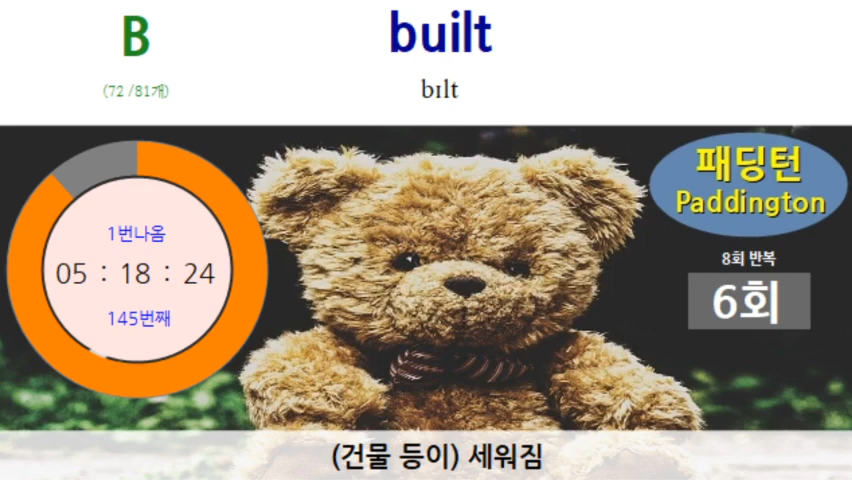 B
built
(72 /81개)
bılt
패딩턴
Paddington
1번나옴
05 : 18 : 24
145번째
8회 반복
6회
(건물 등이) 세워짐